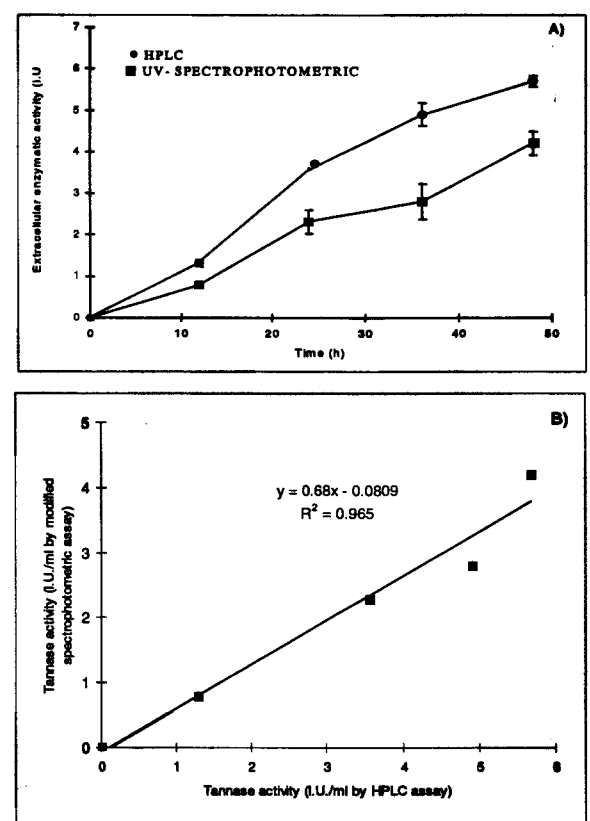 A)
HPLC
UV- SPECTROPHOTOMETRIC
Extracellular enzymatic activity (I.U
7
6
5
4
3
2
1
0
0 10 20 30 40 50
Time (h)
B)
y = 0.68x - 0.0809
R² = 0.965
Tannase activity (I.U./ml by modified
spectrophotometric assay)
5
4
3
2
1
0
0 1 2 3 4 5 6
Tannase activity (I.U./ml by HPLC assay)